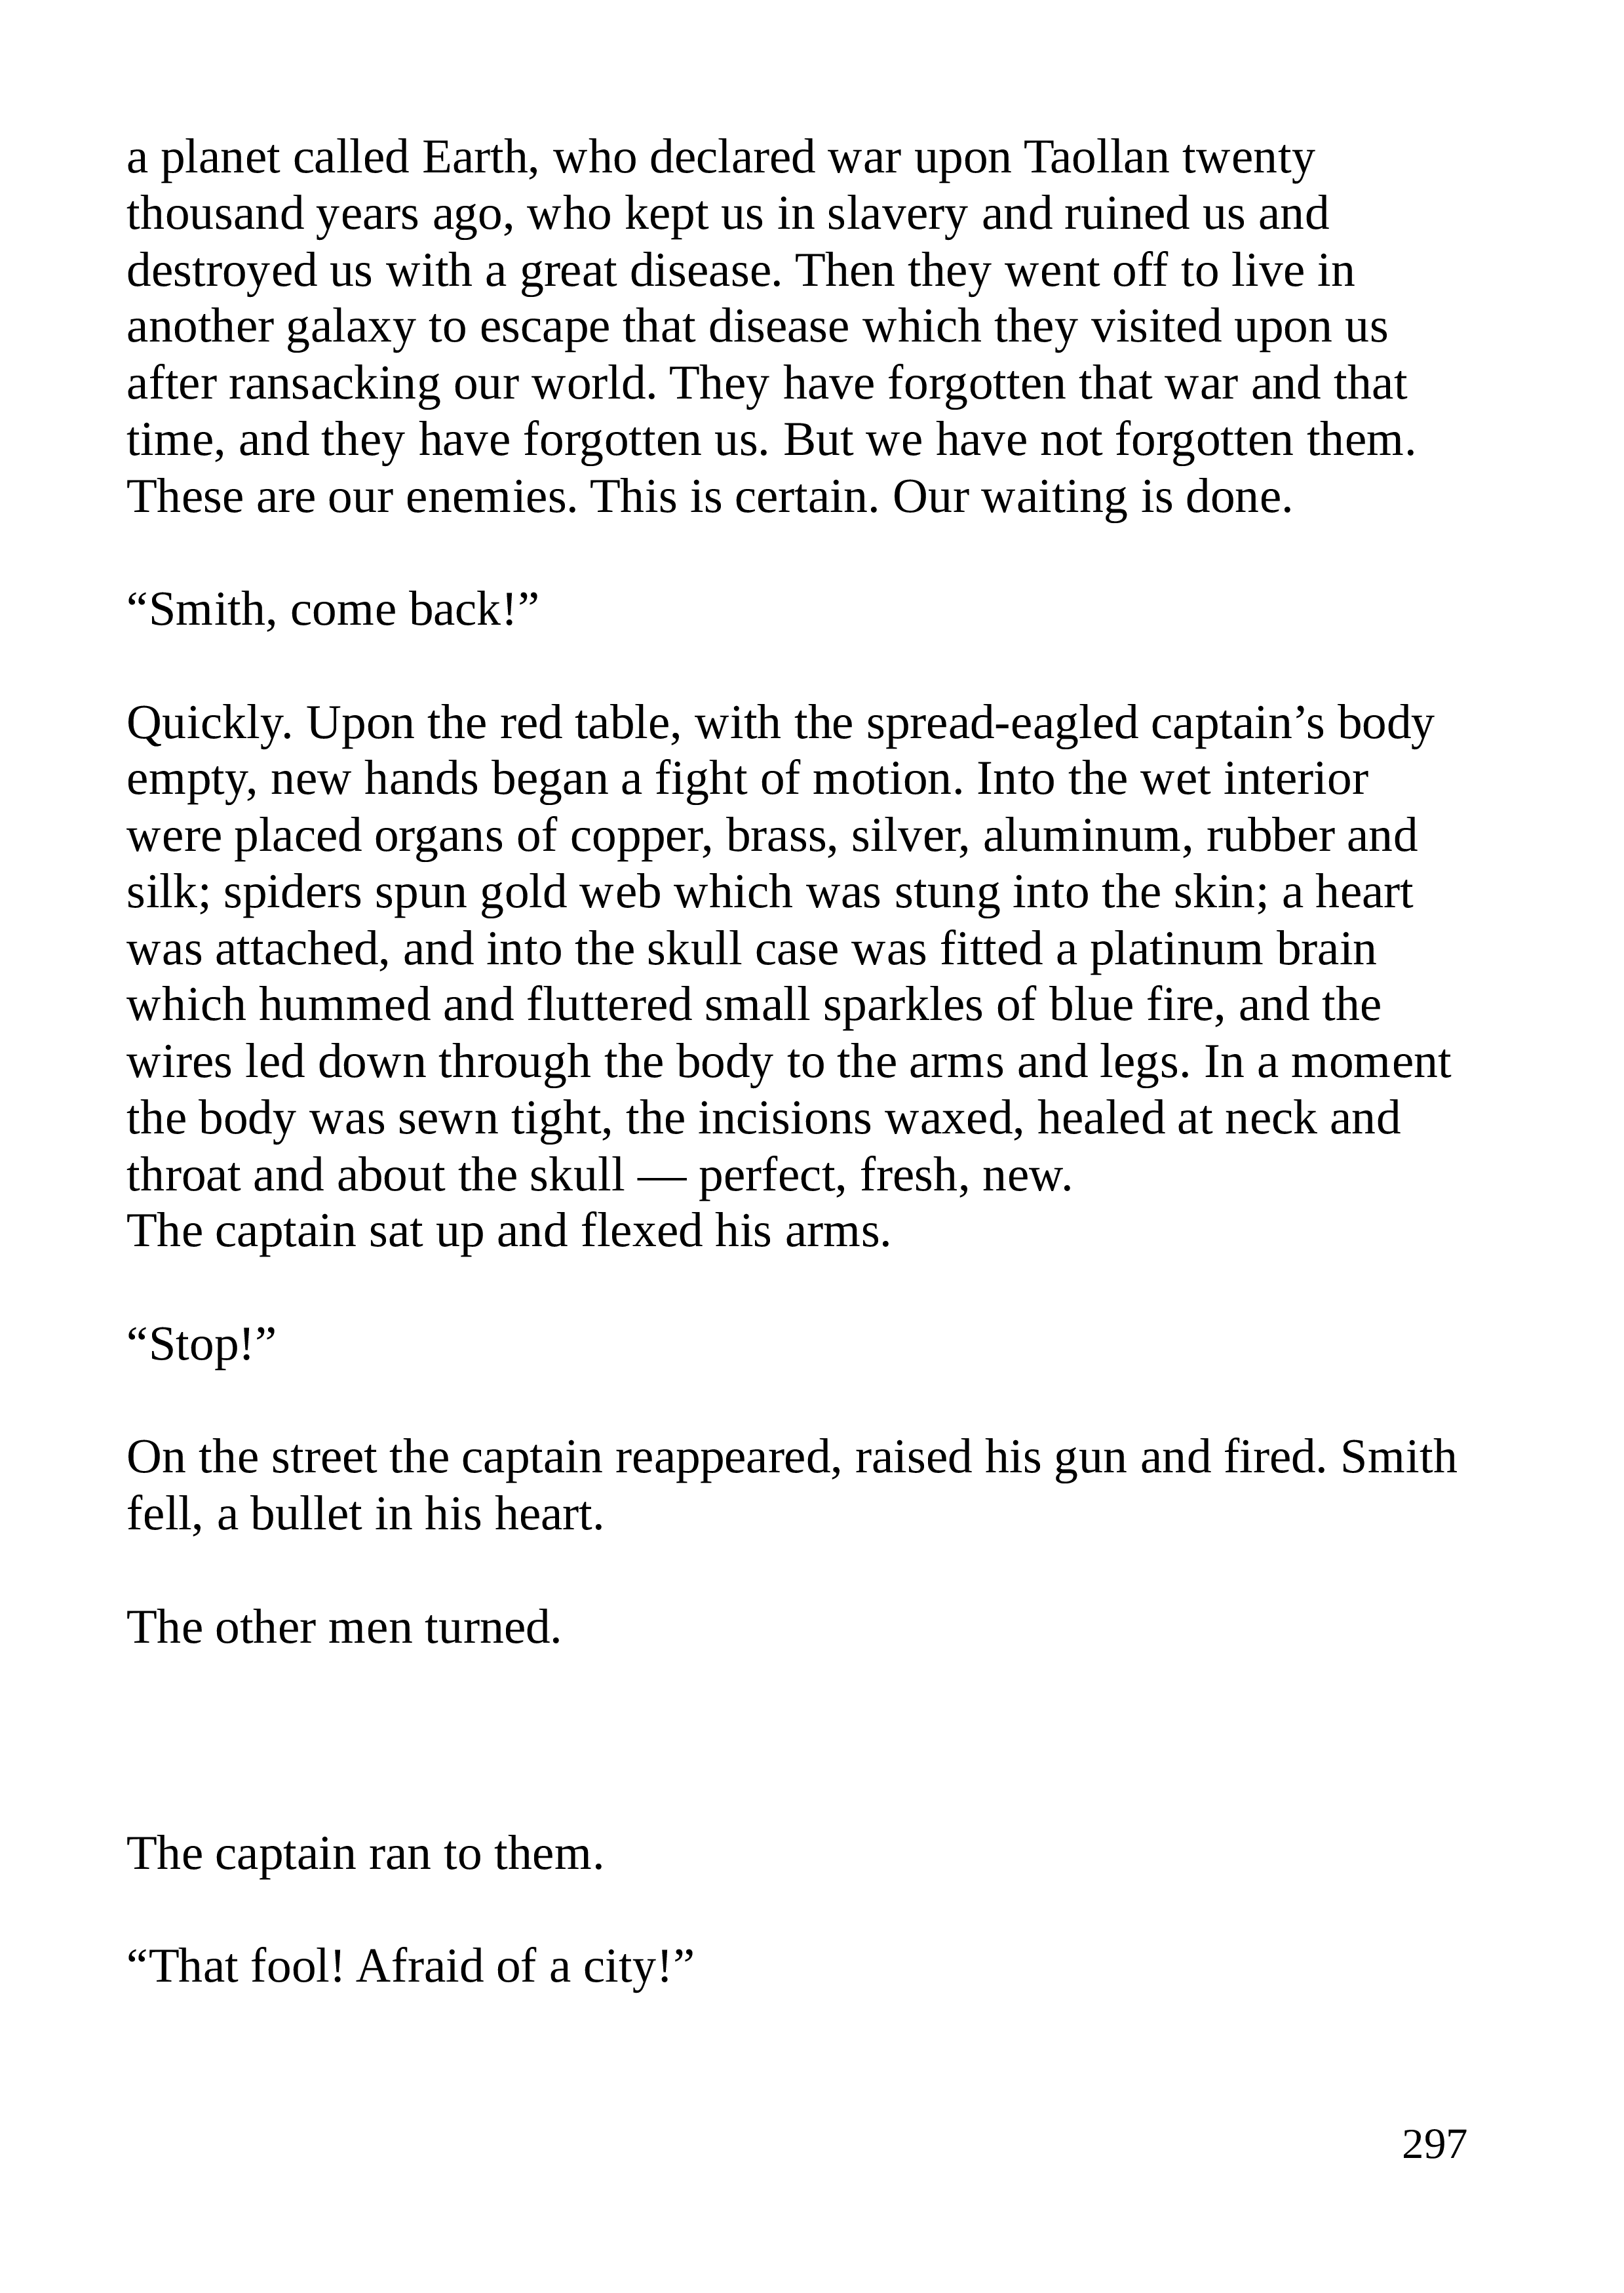 a planet called Earth, who declared war upon Taollan twenty
thousand years ago, who kept us in slavery and ruined us and
destroyed us with a great disease. Then they went off to live in
another galaxy to escape that disease which they visited upon us
after ransacking our world. They have forgotten that war and that
time, and they have forgotten us. But we have not forgotten them.
These are our enemies. This is certain. Our waiting is done.
“Smith, come back!”
Quickly. Upon the red table, with the spread-eagled captain’s body
empty, new hands began a fight of motion. Into the wet interior
were placed organs of copper, brass, silver, aluminum, rubber and
silk; spiders spun gold web which was stung into the skin; a heart
was attached, and into the skull case was fitted a platinum brain
which hummed and fluttered small sparkles of blue fire, and the
wires led down through the body to the arms and legs. In a moment
the body was sewn tight, the incisions waxed, healed at neck and
throat and about the skull — perfect, fresh, new.
The captain sat up and flexed his arms.
“Stop!”
On the street the captain reappeared, raised his gun and fired. Smith
fell, a bullet in his heart.
The other men turned.
The captain ran to them.
“That fool! Afraid of a city!”
297